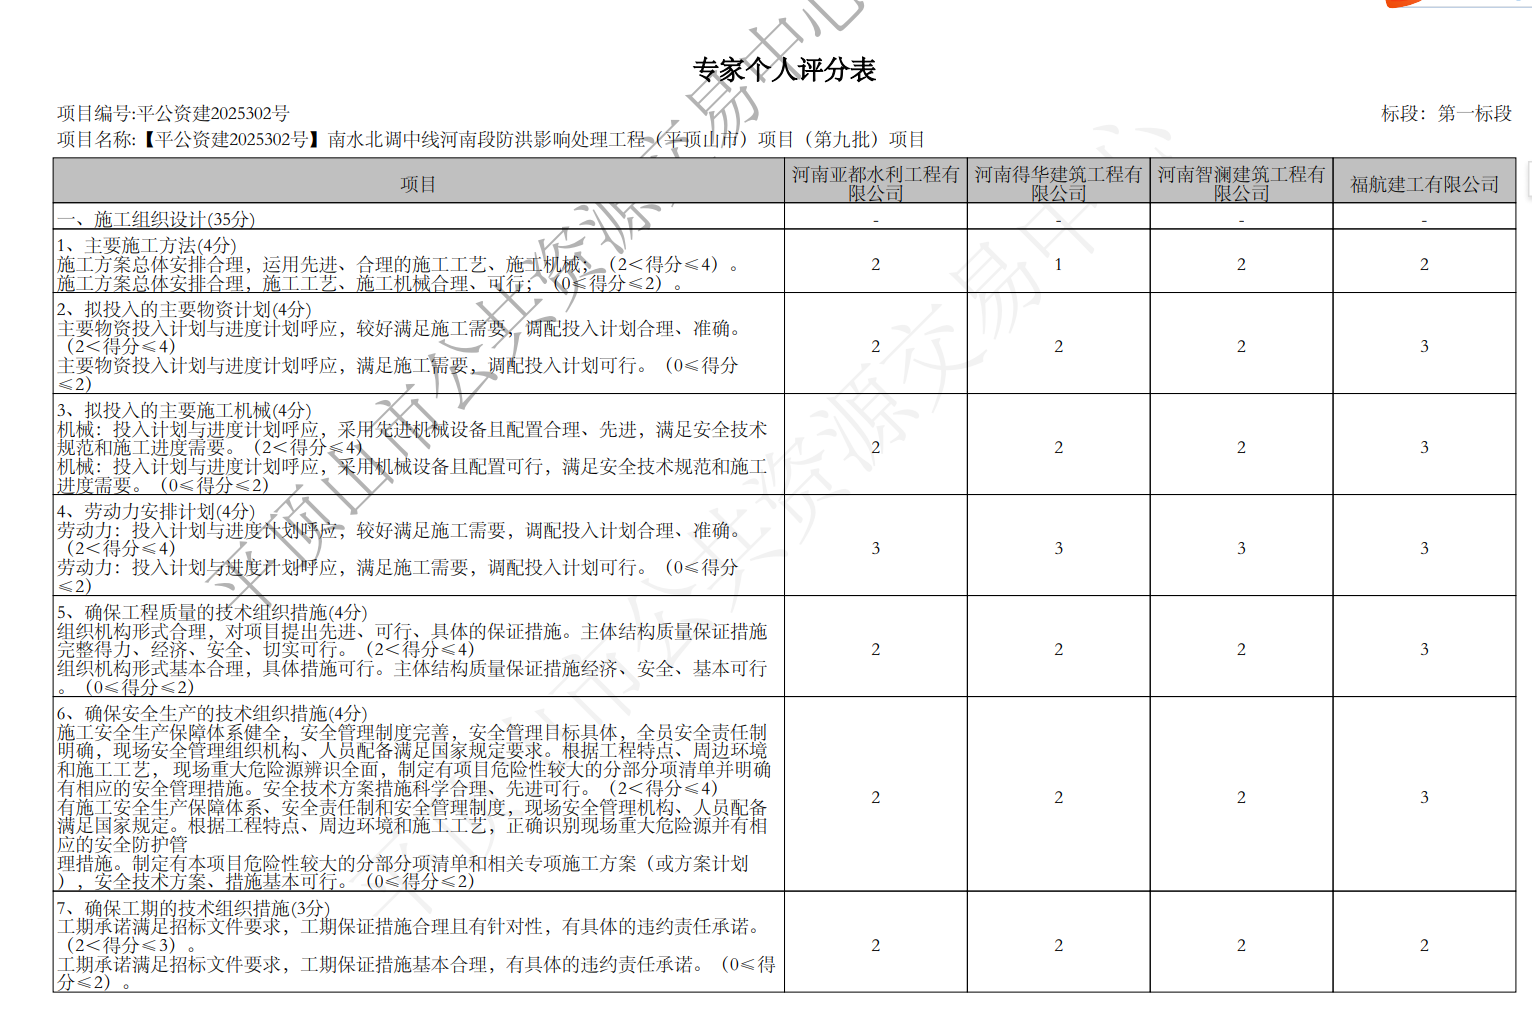 专家个人评分表
项目编号:平公资建2025302号
标段：第一标段
项目名称:【平公资建2025302号】南水北调中线河南段防洪影响处理工程（平顶山市）项目（第九批）项目
项目 河南亚都水利工程有限公司 河南得华建筑工程有限公司 河南智澜建筑工程有限公司 福航建工有限公司
一、施工组织设计(35分) - - - -
1、主要施工方法(4分)
施工方案总体安排合理，运用先进、合理的施工工艺、施工机械；（2＜得分≤4）。
施工方案总体安排合理，施工工艺、施工机械合理、可行；（0≤得分≤2）。
2 1 2 2
2、拟投入的主要物资计划(4分)
主要物资投入计划与进度计划呼应，较好满足施工需要，调配投入计划合理、准确。
（2＜得分≤4）
主要物资投入计划与进度计划呼应，满足施工需要，调配投入计划可行。（0≤得分
≤2）
2 2 2 3
3、拟投入的主要施工机械(4分)
机械：投入计划与进度计划呼应，采用先进机械设备且配置合理、先进，满足安全技术
规范和施工进度需要。（2＜得分≤4）
机械：投入计划与进度计划呼应，采用机械设备且配置可行，满足安全技术规范和施工
进度需要。（0≤得分≤2）
2 2 2 3
4、劳动力安排计划(4分)
劳动力：投入计划与进度计划呼应，较好满足施工需要，调配投入计划合理、准确。
（2＜得分≤4）
劳动力：投入计划与进度计划呼应，满足施工需要，调配投入计划可行。（0≤得分
≤2）
3 3 3 3
5、确保工程质量的技术组织措施(4分)
组织机构形式合理，对项目提出先进、可行、具体的保证措施。主体结构质量保证措施
完整得力、经济、安全、切实可行。（2＜得分≤4）
组织机构形式基本合理，具体措施可行。主体结构质量保证措施经济、安全、基本可行
。（0≤得分≤2）
2 2 2 3
6、确保安全生产的技术组织措施(4分)
施工安全生产保障体系健全，安全管理制度完善，安全管理目标具体，全员安全责任制
明确，现场安全管理组织机构、人员配备满足国家规定要求。根据工程特点、周边环境
和施工工艺， 现场重大危险源辨识全面，制定有项目危险性较大的分部分项清单并明确
有相应的安全管理措施。安全技术方案措施科学合理、先进可行。（2＜得分≤4）
有施工安全生产保障体系、安全责任制和安全管理制度，现场安全管理机构、人员配备
满足国家规定。根据工程特点、周边环境和施工工艺，正确识别现场重大危险源并有相
应的安全防护管
理措施。制定有本项目危险性较大的分部分项清单和相关专项施工方案（或方案计划
），安全技术方案、措施基本可行。（0≤得分≤2）
2 2 2 3
7、确保工期的技术组织措施(3分)
工期承诺满足招标文件要求，工期保证措施合理且有针对性，有具体的违约责任承诺。
（2＜得分≤3）。
工期承诺满足招标文件要求，工期保证措施基本合理，有具体的违约责任承诺。（0≤得
分≤2）。
2 2 2 2
平顶山市公共资源交易中心
平顶山市公共资源交易中心